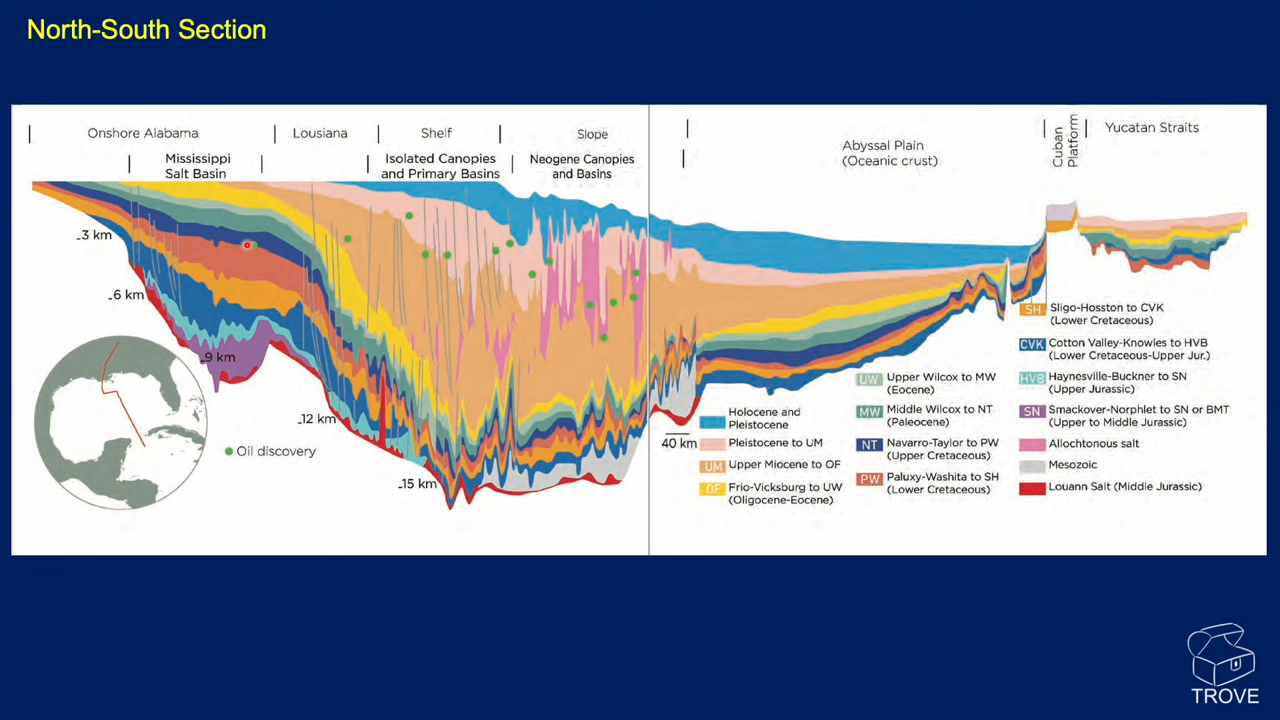 North-South Section
Onshore Alabama
Lousiana
Shelf
Slope
Mississippi
Salt Basin
Isolated Canopies
and Primary Basins
Neogene Canopies
and Basins
Abyssal Plain
(Oceanic crust)
Cuban
Platform
Yucatan Straits
-3 km
-6 km
-9 km
-12 km
-15 km
Oil discovery
40 km
Holocene and
Pleistocene
Pleistocene to UM
UM Upper Miocene to OF
OF Frio-Vicksburg to UW
(Oligocene-Eocene)
UW Upper Wilcox to MW
(Eocene)
MW Middle Wilcox to NT
(Paleocene)
NT Navarro-Taylor to PW
(Upper Cretaceous)
PW Paluxy-Washita to SH
(Lower Cretaceous)
SH Sligo-Hosston to CVK
(Lower Cretaceous)
CVK Cotton Valley-Knowles to HVB
(Lower Cretaceous-Upper Jur.)
HVB Haynesville-Buckner to SN
(Upper Jurassic)
SN Smackover-Norphlet to SN or BMT
(Upper to Middle Jurassic)
Allochtonous salt
Mesozoic
Louann Salt (Middle Jurassic)
TROVE